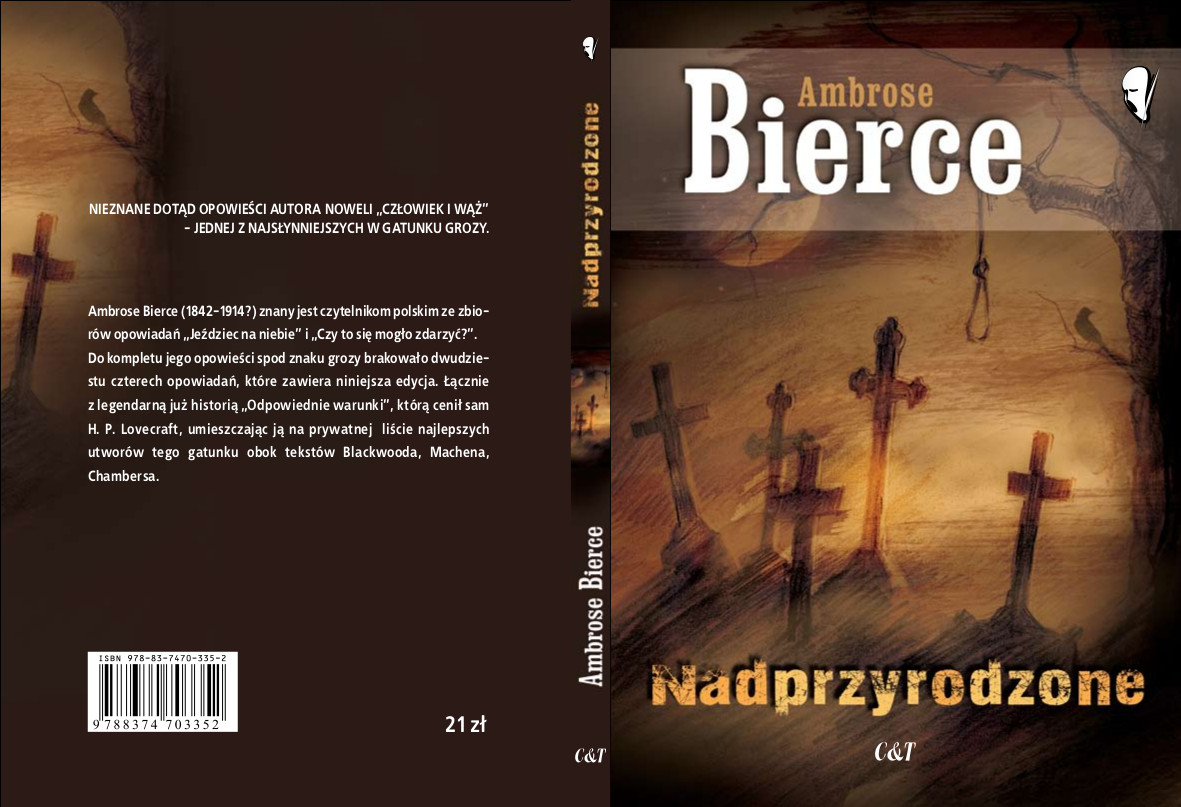 NIEZNANE DOTĄD OPOWIEŚCI AUTORA NOWELI „CZŁOWIEK I WĄŻ”
– JEDNEJ Z NAJSŁYNNIEJSZYCH W GATUNKU GROZY.
Ambrose Bierce (1842–1914?) znany jest czytelnikom polskim ze zbio–
rów opowiadań „Jeździec na niebie” i „Czy to się mogło zdarzyć?”.
Do kompletu jego opowieści spod znaku grozy brakowało dwudzie–
stu czterech opowiadań, które zawiera niniejsza edycja. Łącznie
z legendarną już historią „Odpowiednie warunki”, którą cenił sam
H. P. Lovecraft, umieszczając ją na prywatnej liście najlepszych
utworów tego gatunku obok tekstów Blackwooda, Machena,
Chambersa.
ISBN 978-83-7470-335-2
9 788374 703352
21 zł
Nadprzyrodzone
Ambrose Bierce
C&T
Ambrose
Bierce
Nadprzyrodzone
C&T